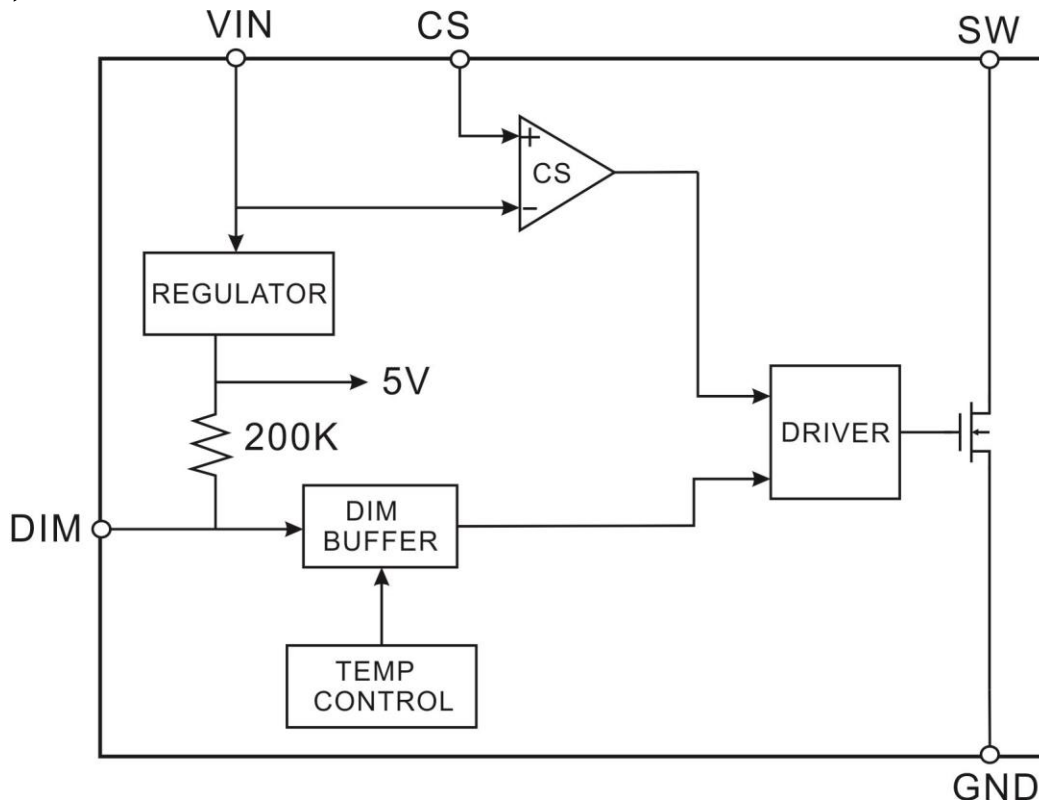 VIN
CS
SW
+
CS
-
REGULATOR
5V
200K
DRIVER
DIM
DIM
BUFFER
TEMP
CONTROL
GND